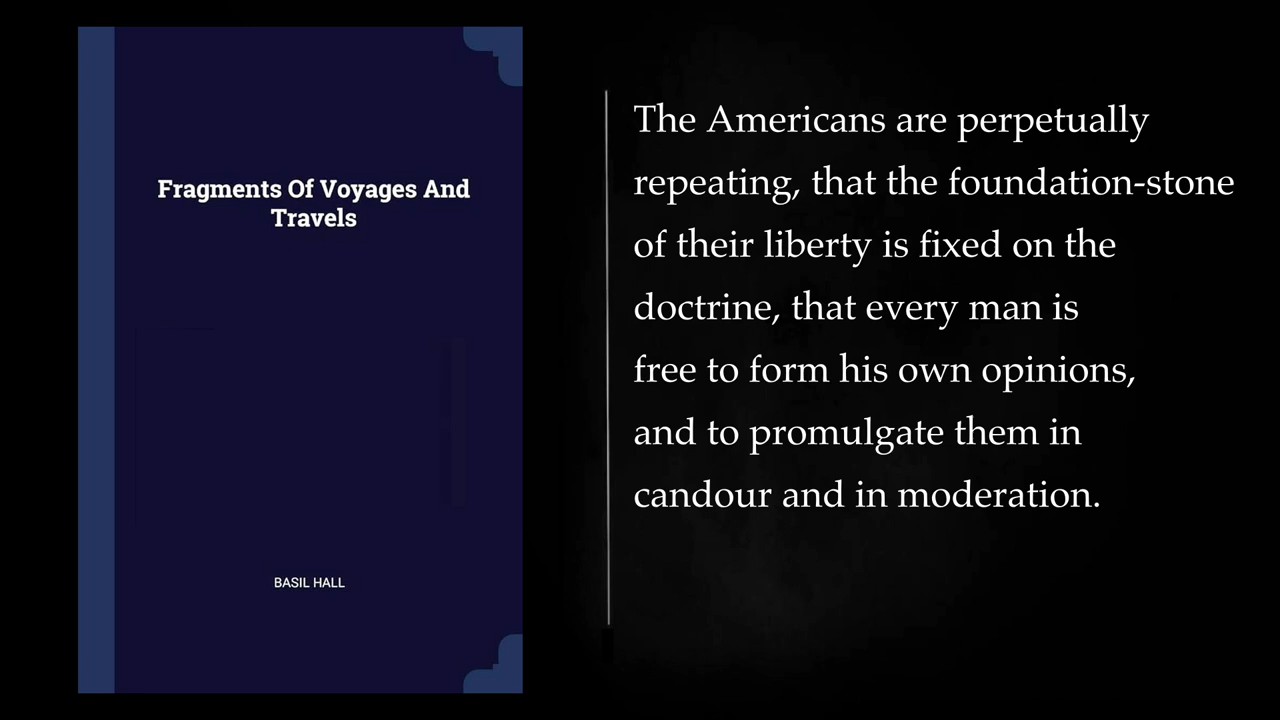 Fragments Of Voyages And
Travels
BASIL HALL
The Americans are perpetually
repeating, that the foundation-stone
of their liberty is fixed on the
doctrine, that every man is
free to form his own opinions,
and to promulgate them in
candour and in moderation.